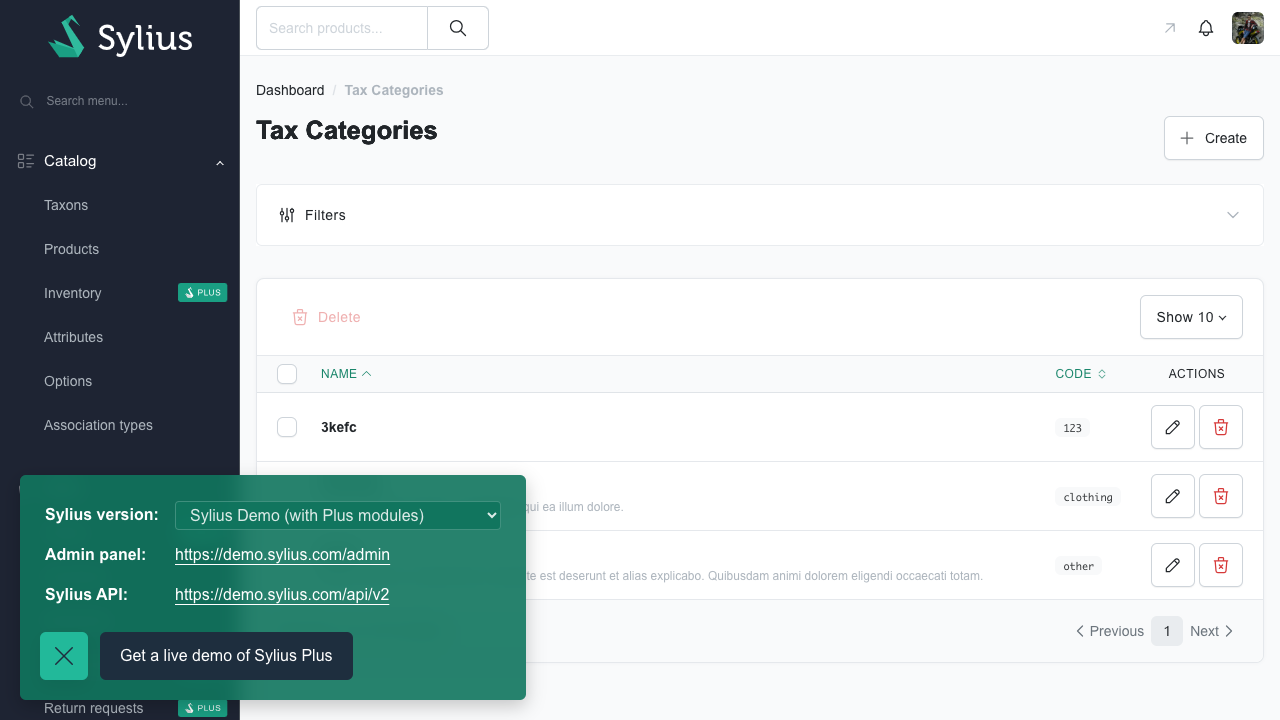 Sylius
Search products...
Search menu...
Dashboard / Tax Categories
Tax Categories
Create
Catalog
Taxons
Products
Inventory PLUS
Attributes
Options
Association types
Filters
Delete
Show 10
NAME CODE ACTIONS
3kefc 123
qui ea illum dolore. clothing
te est deserunt et alias explicabo. Quibusdam animi dolorem eligendi occaecati totam. other
Previous 1 Next
Sylius version: Sylius Demo (with Plus modules)
Admin panel: https://demo.sylius.com/admin
Sylius API: https://demo.sylius.com/api/v2
Get a live demo of Sylius Plus
Return requests PLUS